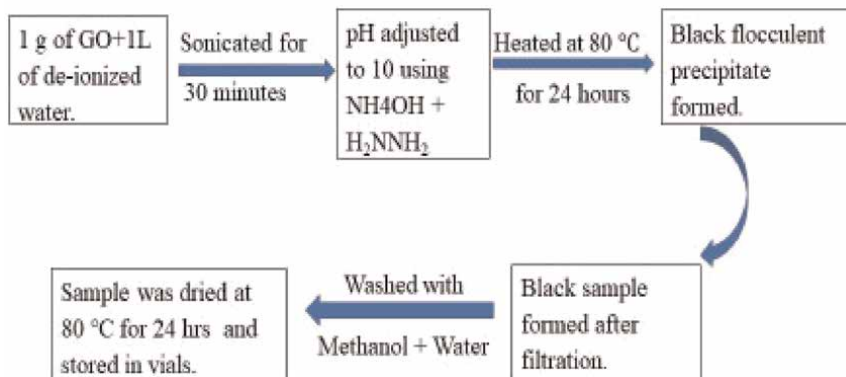 1 g of GO+1L
of de-ionized
water.
Sonicated for
30 minutes
pH adjusted
to 10 using
NH4OH +
H₂NNH₂
Heated at 80 °C
for 24 hours
Black flocculent
precipitate
formed.
Black sample
formed after
filtration.
Washed with
Methanol + Water
Sample was dried at
80 °C for 24 hrs and
stored in vials.